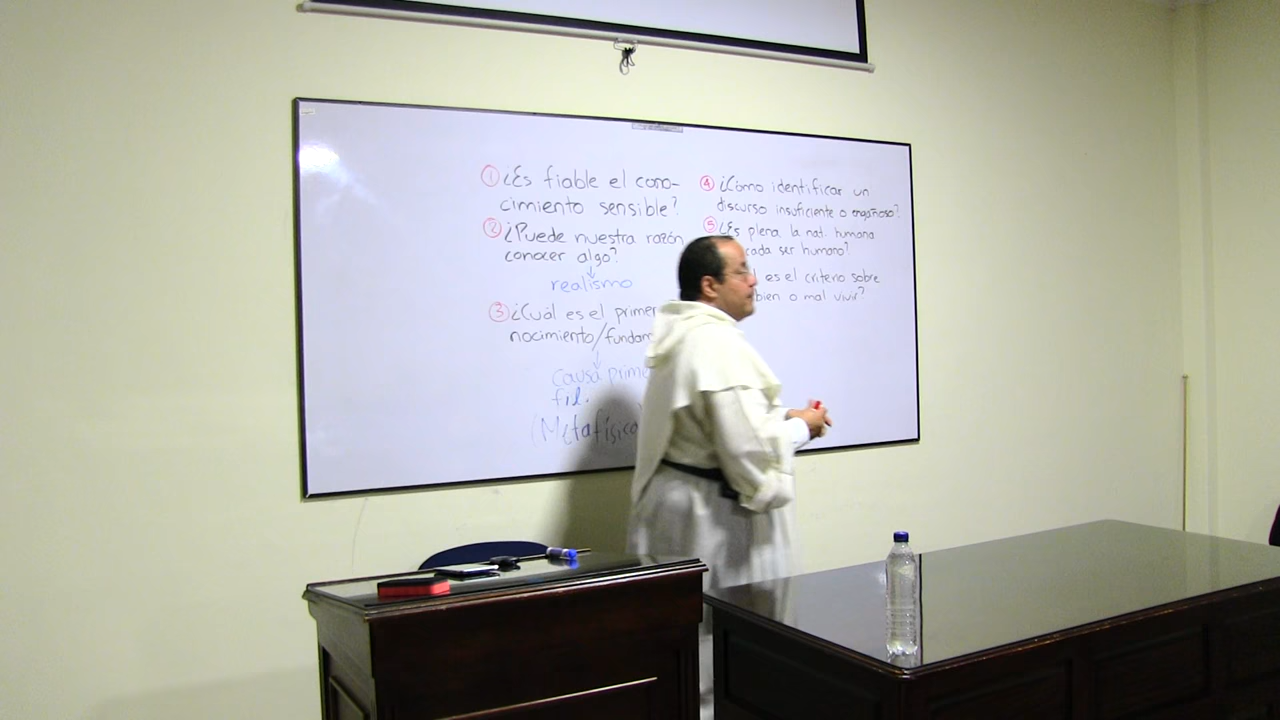 ① ¿Es fiable el cono-
cimiento sensible?
② ¿Puede nuestra razón
conocer algo?
realismo
③ ¿Cuál es el primer
nocimiento/fundam
causa prime
fil.
(Metafísica)
④ ¿Cómo identificar un
discurso insuficiente o engañoso?
⑤ ¿Es plena la nat. humana
cada ser humano?
es el criterio sobre
bien o mal vivir?